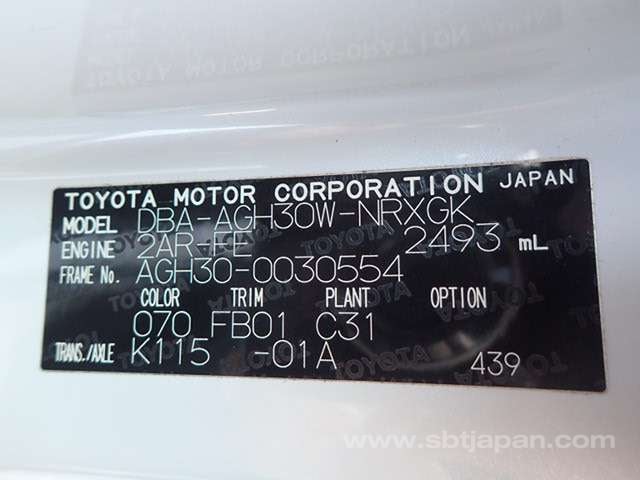 TOYOTA MOTOR CORPORATION JAPAN
MODEL DBA-AGH30W-NRXGK
ENGINE 2AR-FE 2493 mL
FRAME No. AGH30-0030554
COLOR TRIM PLANT OPTION
070 FB01 C31
TRANS./AXLE K115 -01A 439
www.sbtjapan.com